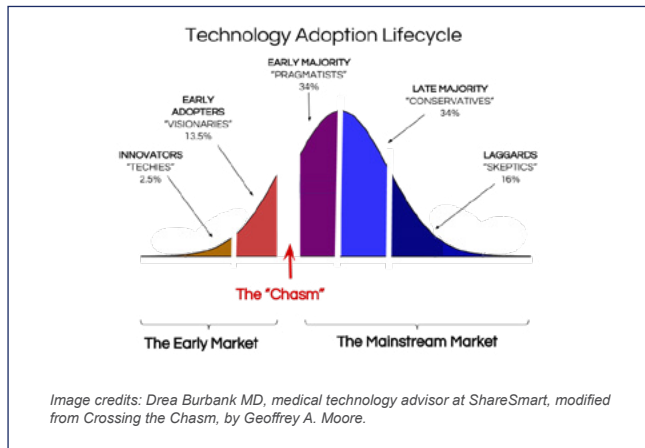 Technology Adoption Lifecycle
EARLY MAJORITY
"PRAGMATISTS"
34%
LATE MAJORITY
"CONSERVATIVES"
34%
EARLY
ADOPTERS
"VISIONARIES"
13.5%
INNOVATORS
"TECHIES"
2.5%
LAGGARDS
"SKEPTICS"
16%
The "Chasm"
The Early Market
The Mainstream Market
Image credits: Drea Burbank MD, medical technology advisor at ShareSmart, modified
from Crossing the Chasm, by Geoffrey A. Moore.